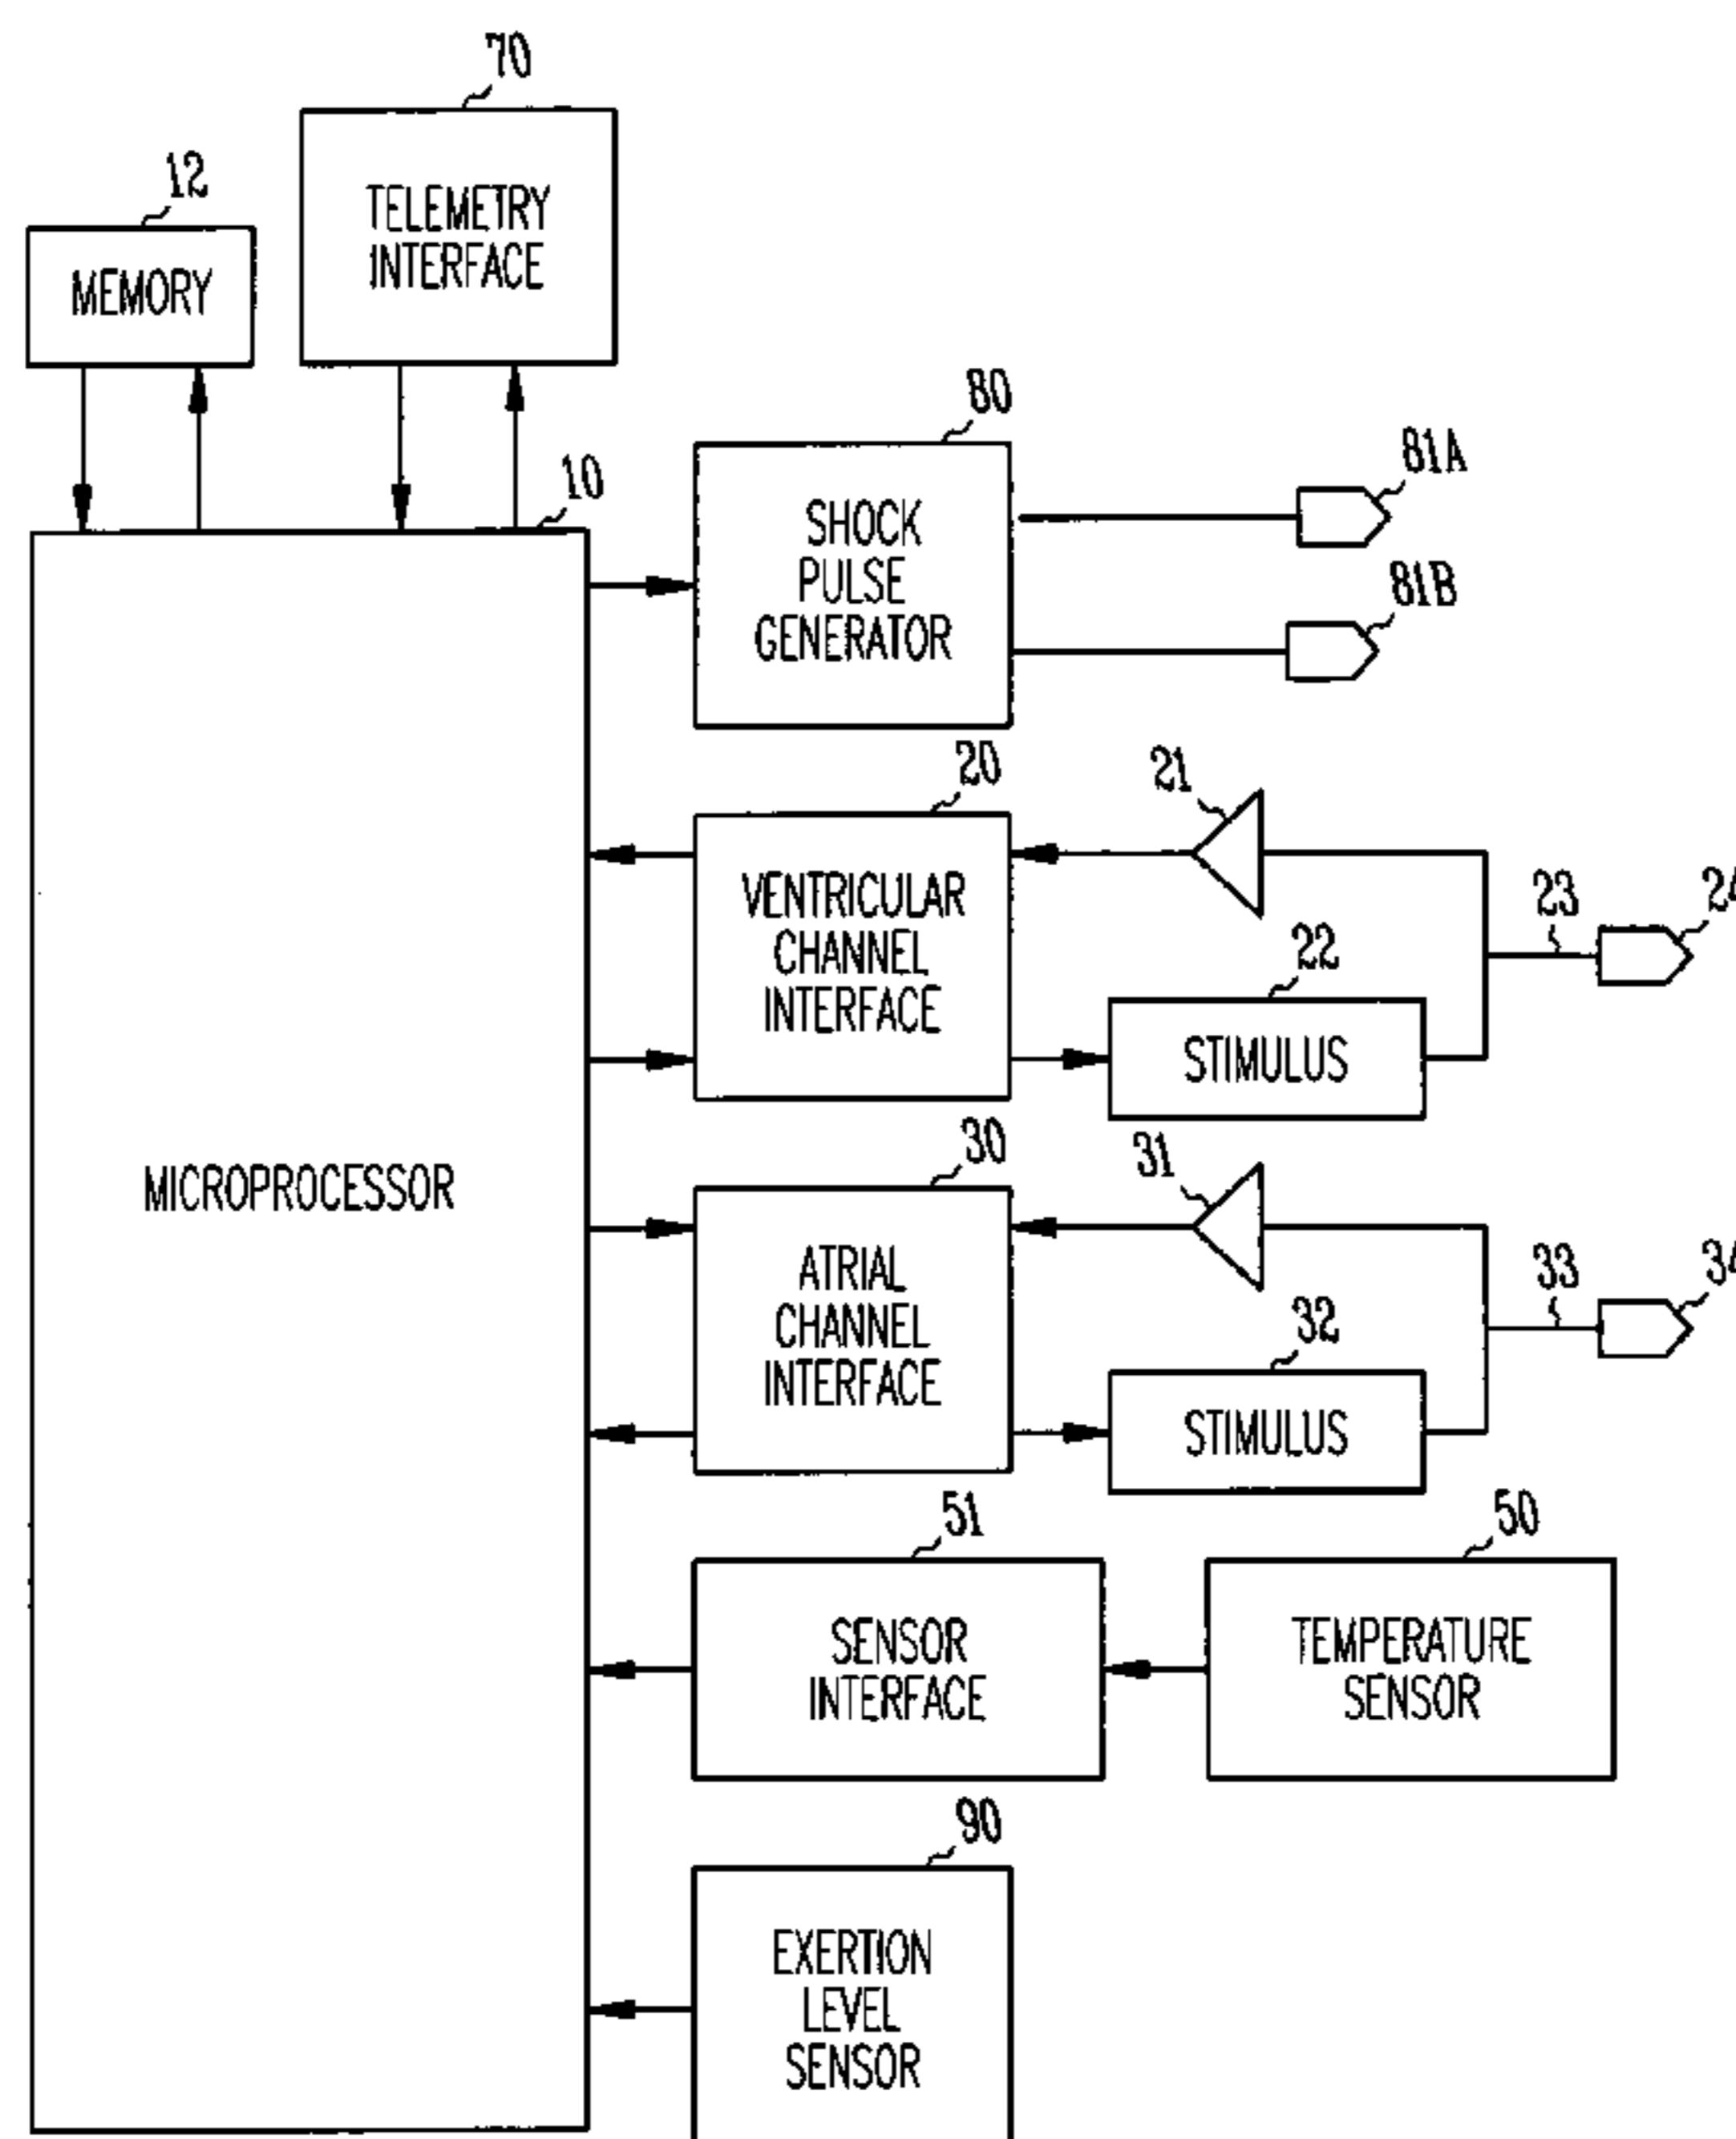 70
12
TELEMETRY
INTERFACE
MEMORY
80
10
81A
SHOCK
PULSE
GENERATOR
81B
20
21
VENTRICULAR
CHANNEL
INTERFACE
22
23
24
STIMULUS
30
31
MICROPROCESSOR
ATRIAL
CHANNEL
INTERFACE
32
33
34
STIMULUS
51
50
SENSOR
INTERFACE
TEMPERATURE
SENSOR
90
EXERTION
LEVEL
SENSOR